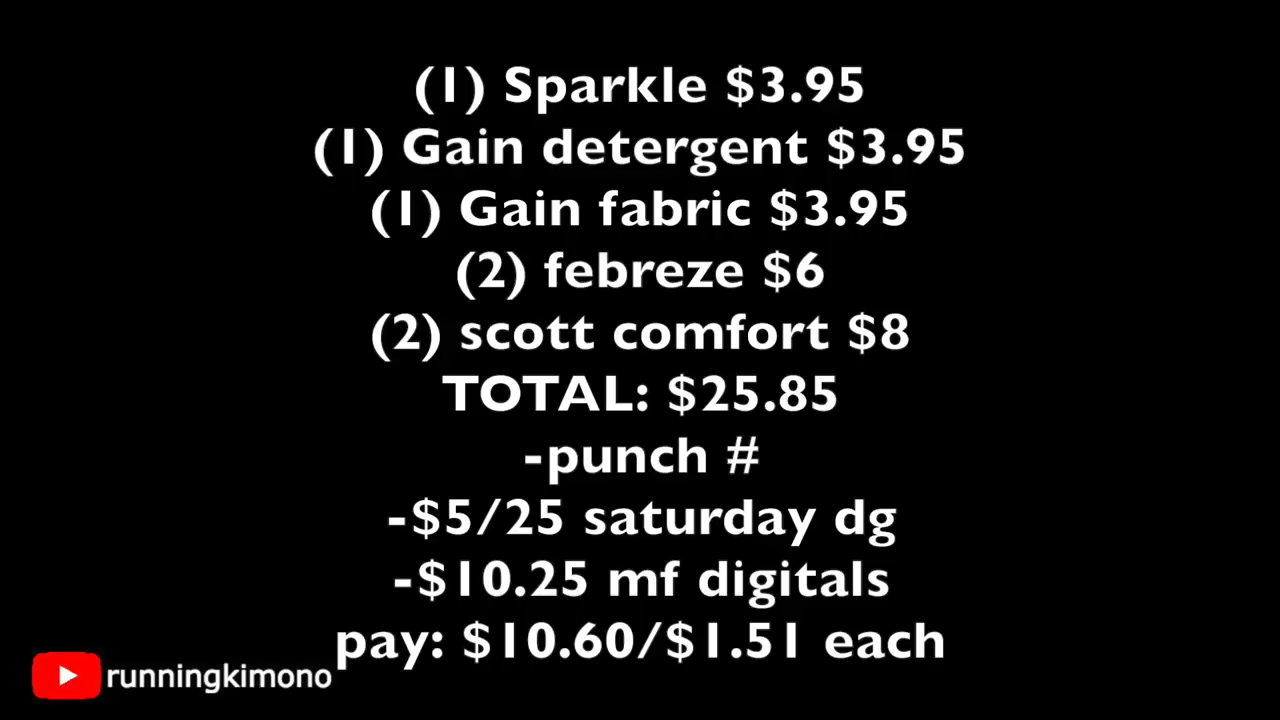 (1) Sparkle $3.95
(1) Gain detergent $3.95
(1) Gain fabric $3.95
(2) febreze $6
(2) scott comfort $8
TOTAL: $25.85
-punch #
-$5/25 saturday dg
-$10.25 mf digitals
pay: $10.60/$1.51 each
runningkimono